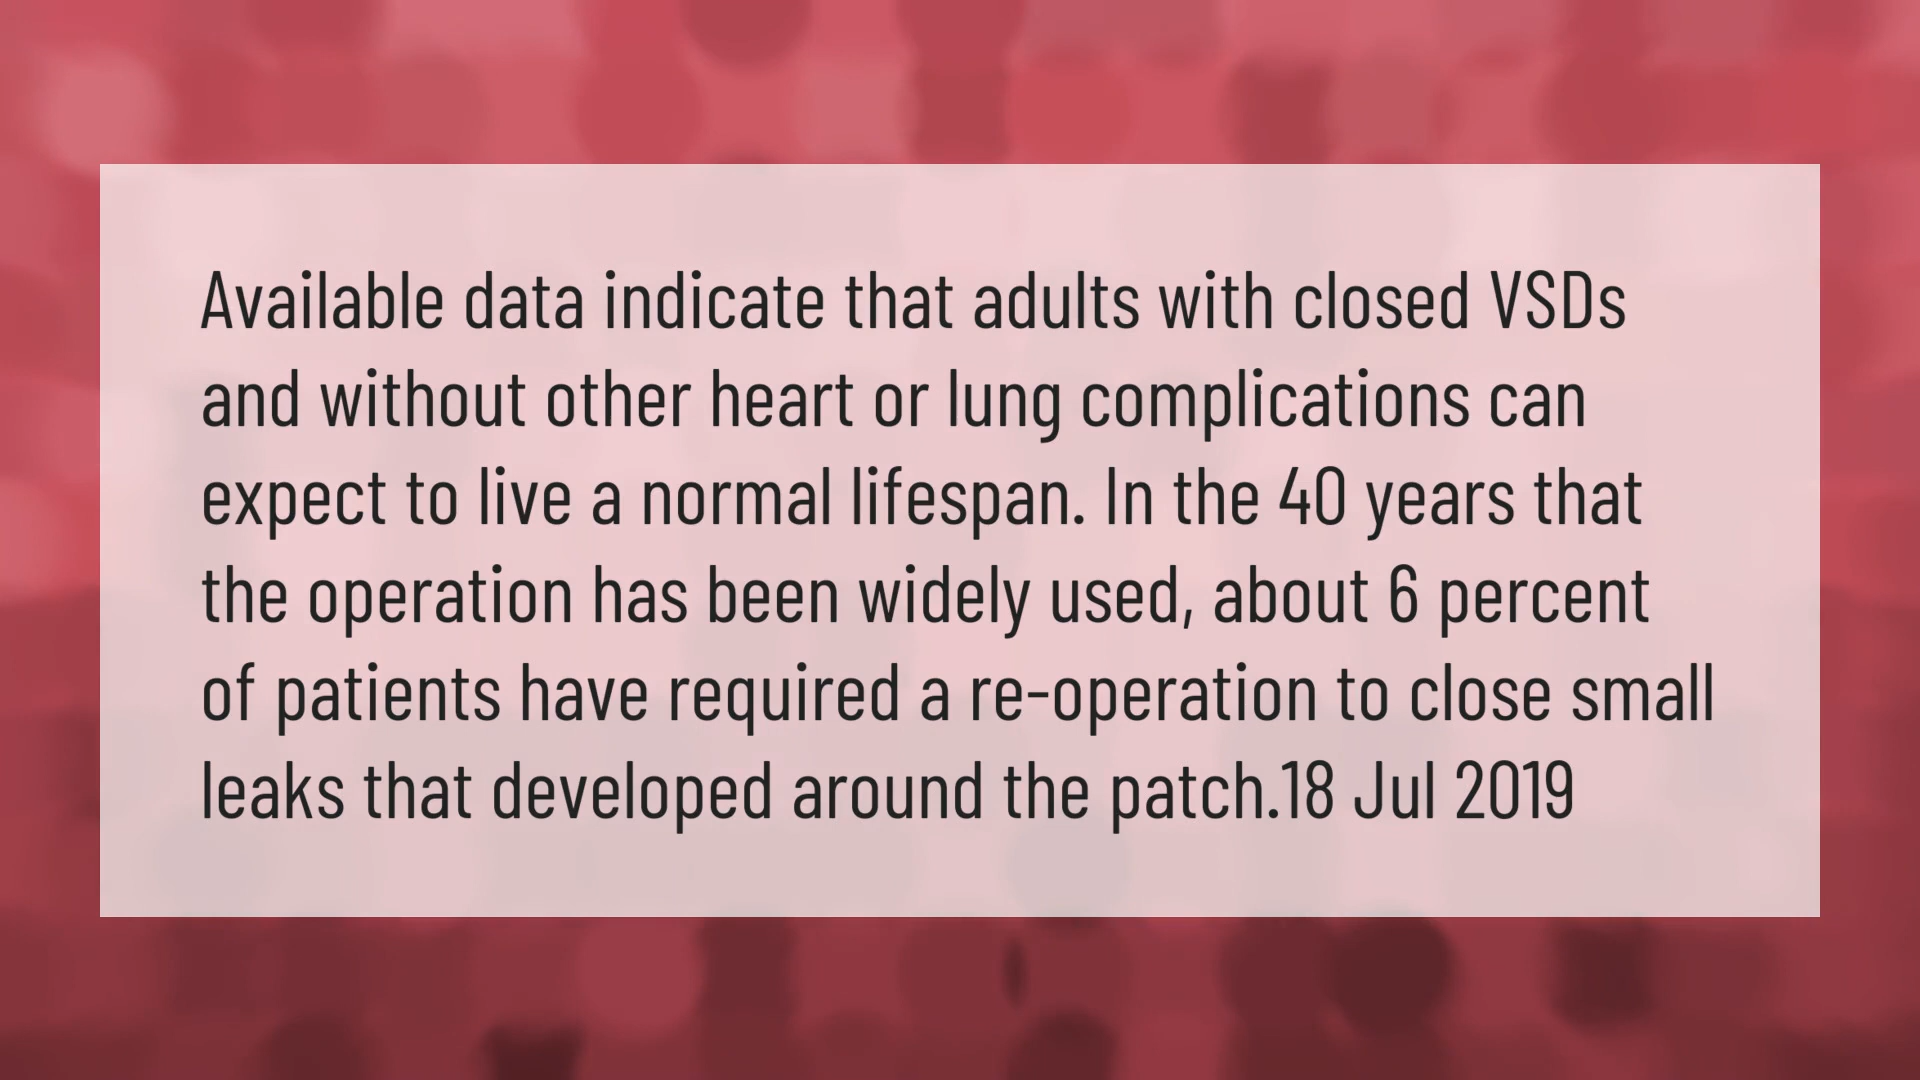 Available data indicate that adults with closed VSDs
and without other heart or lung complications can
expect to live a normal lifespan. In the 40 years that
the operation has been widely used, about 6 percent
of patients have required a re-operation to close small
leaks that developed around the patch.18 Jul 2019